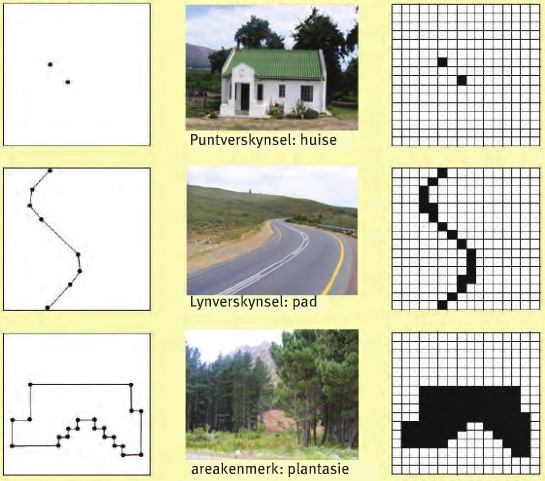 Puntverskynsel: huise
Lynverskynsel: pad
areakenmerk: plantasie